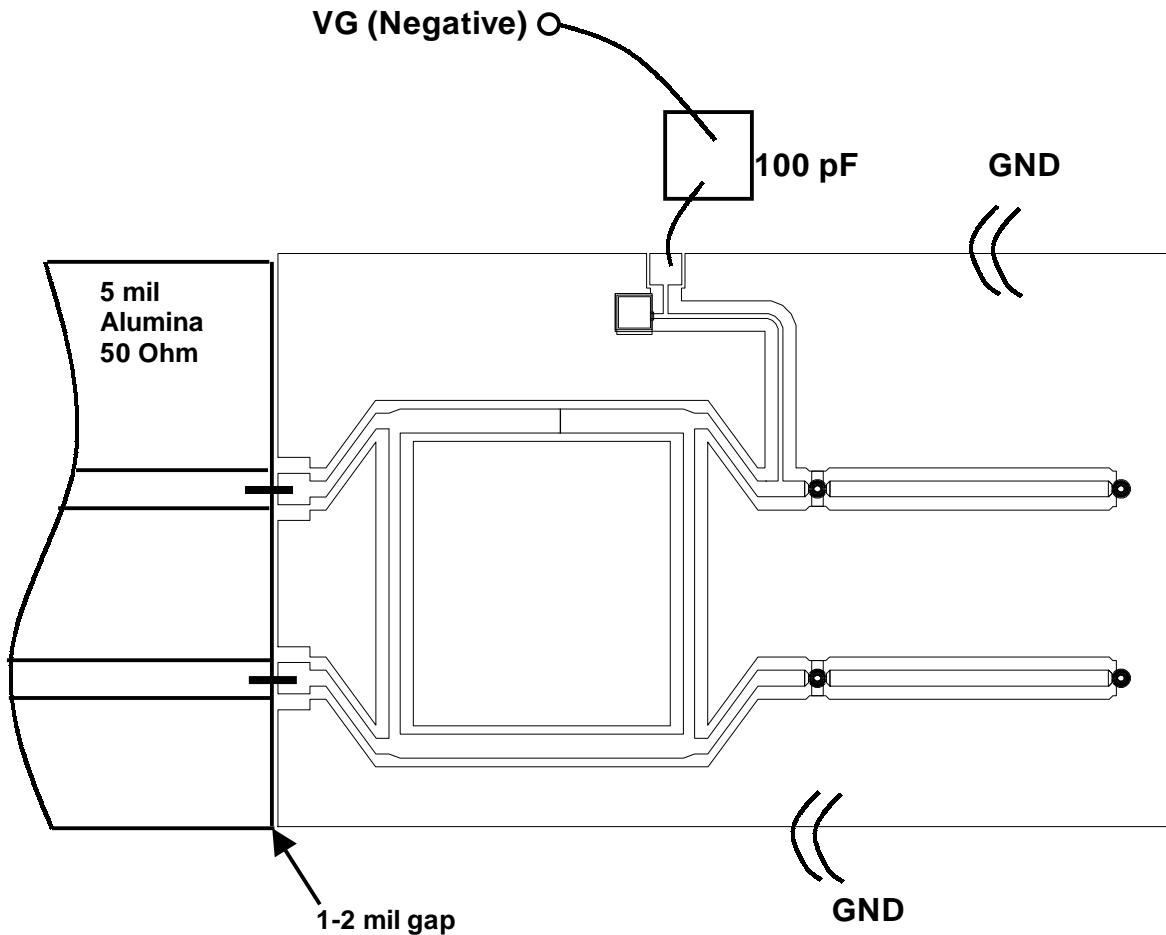 VG (Negative)
100 pF
GND
5 mil
Alumina
50 Ohm
1-2 mil gap
GND